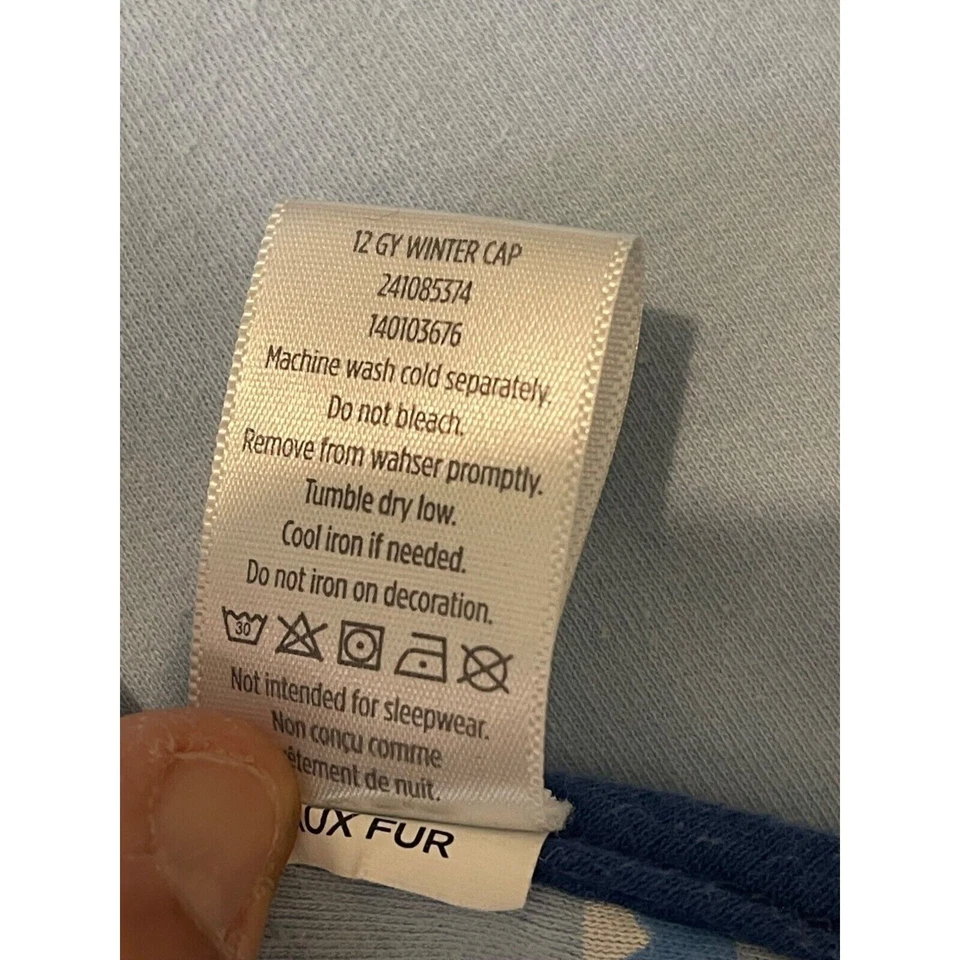 12 GY WINTER CAP
241085374
140103676
Machine wash cold separately.
Do not bleach.
Remove from wahser promptly.
Tumble dry low.
Cool iron if needed.
Do not iron on decoration.
30
Not intended for sleepwear.
Non conçu comme
de nuit.
FUR